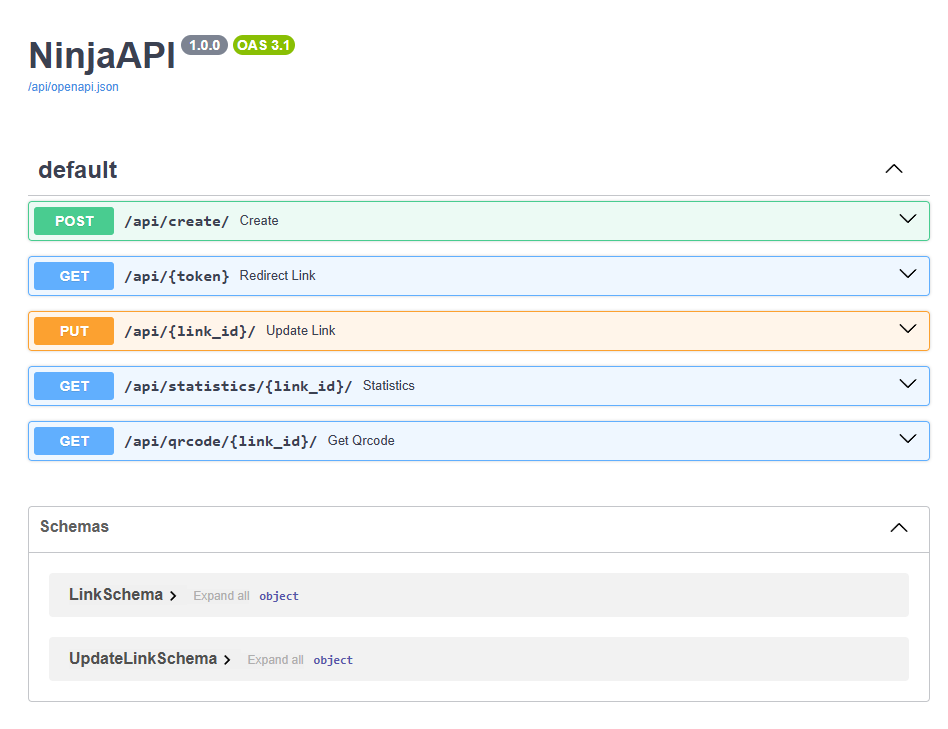 NinjaAPI 1.0.0 OAS 3.1
/api/openapi.json
default
POST /api/create/ Create
GET /api/{token} Redirect Link
PUT /api/{link_id}/ Update Link
GET /api/statistics/{link_id}/ Statistics
GET /api/qrcode/{link_id}/ Get Qrcode
Schemas
LinkSchema Expand all object
UpdateLinkSchema Expand all object